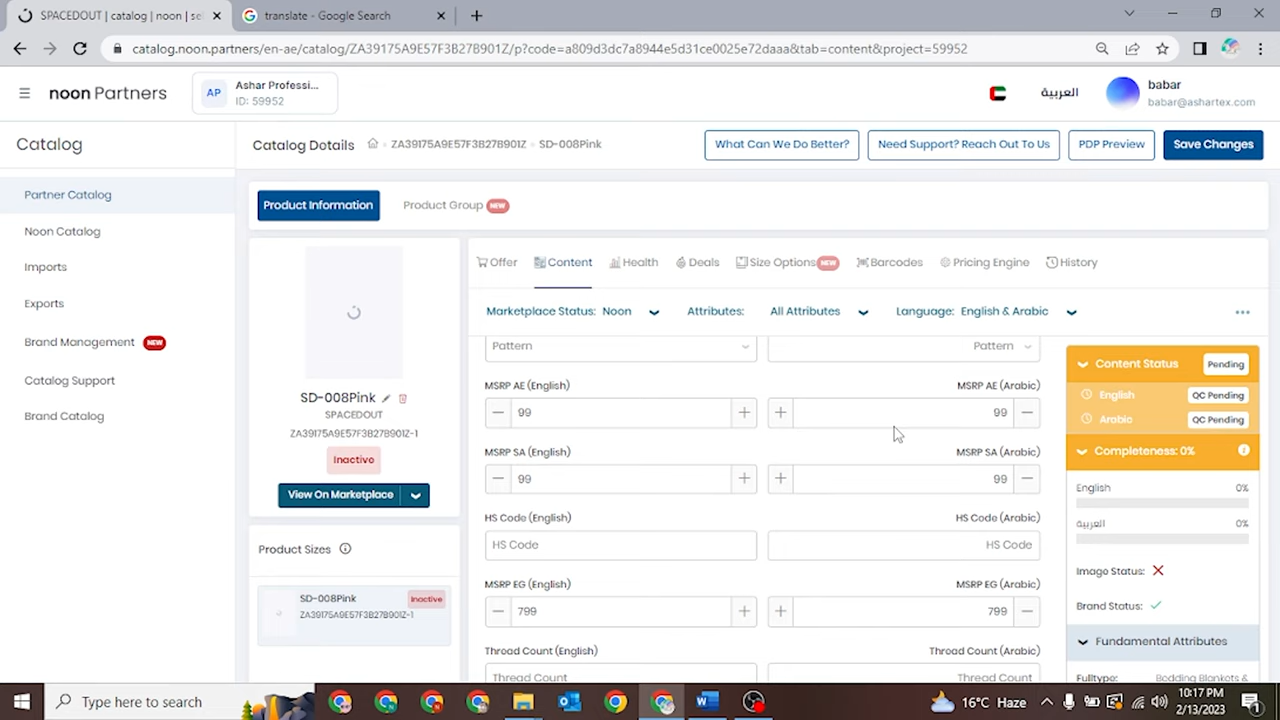 SPACEDOUT | catalog | noon | se
translate - Google Search
catalog.noon.partners/en-ae/catalog/ZA39175A9E57F3B27B901Z/p?code=a809d3dc7a8944e5d31ce0025e72daaa&tab=content&project=59952
noon Partners
AP
Ashar Professi...
ID: 59952
العربية
babar
babar@ashartex.com
Catalog
Catalog Details
ZA39175A9E57F3B27B901Z
SD-008Pink
What Can We Do Better?
Need Support? Reach Out To Us
PDP Preview
Save Changes
Partner Catalog
Noon Catalog
Imports
Exports
Brand Management NEW
Catalog Support
Brand Catalog
Product Information
Product Group NEW
SD-008Pink
SPACEDOUT
ZA39175A9E57F3B27B901Z-1
Inactive
View On Marketplace
Product Sizes
SD-008Pink
Inactive
ZA39175A9E57F3B27B901Z-1
Offer
Content
Health
Deals
Size Options NEW
Barcodes
Pricing Engine
History
Marketplace Status: Noon
Attributes: All Attributes
Language: English & Arabic
Pattern
Pattern
MSRP AE (English)
MSRP AE (Arabic)
99
99
MSRP SA (English)
MSRP SA (Arabic)
99
99
HS Code (English)
HS Code (Arabic)
HS Code
HS Code
MSRP EG (English)
MSRP EG (Arabic)
799
799
Thread Count (English)
Thread Count (Arabic)
Thread Count
Thread Count
Content Status
Pending
English
QC Pending
Arabic
QC Pending
Completeness: 0%
English
0%
العربية
0%
Image Status:
Brand Status:
Fundamental Attributes
Fulltype:
Bedding Blankets &
Type here to search
16°C Haze
10:17 PM
2/13/2023
1